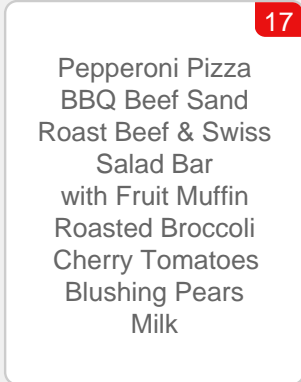 17
Pepperoni Pizza
BBQ Beef Sand
Roast Beef & Swiss
Salad Bar
with Fruit Muffin
Roasted Broccoli
Cherry Tomatoes
Blushing Pears
Milk